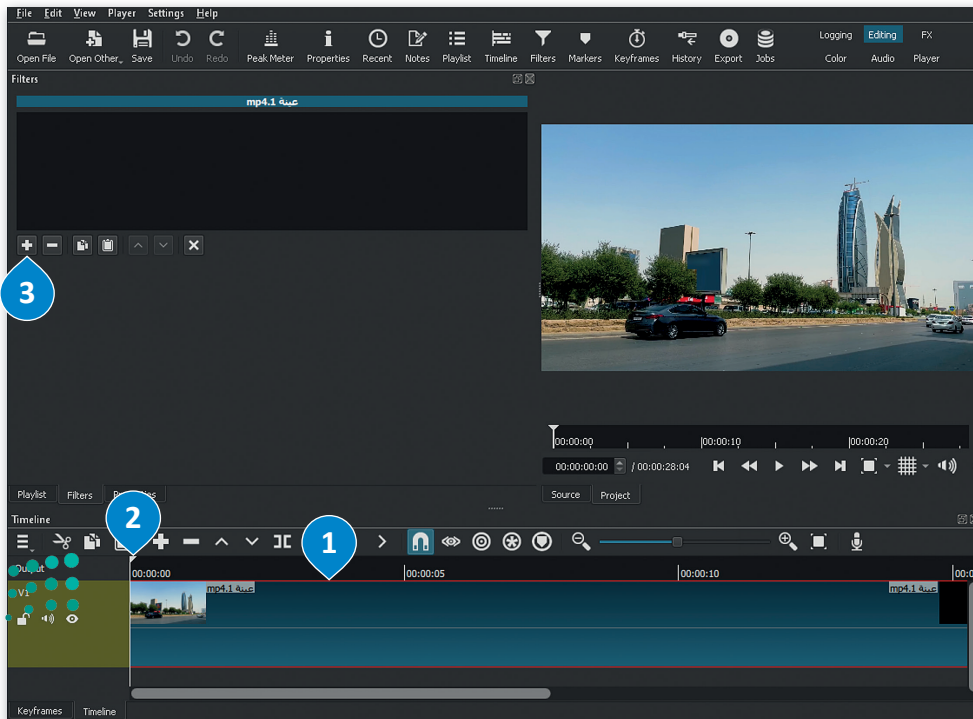 File Edit View Player Settings Help
Open File Open Other... Save Undo Redo Peak Meter Properties Recent Notes Playlist Timeline Filters Markers Keyframes History Export Jobs
Logging Editing FX
Color Audio Player
Filters
عينة 1.mp4
3
00:00:00 00:00:10 00:00:20
00:00:00:00 / 00:00:28:04
Playlist Filters
Source Project
Timeline
2
1
Output
00:00:00 00:00:05 00:00:10
V1
عينة 1.mp4 عينة 1.mp4
Keyframes Timeline